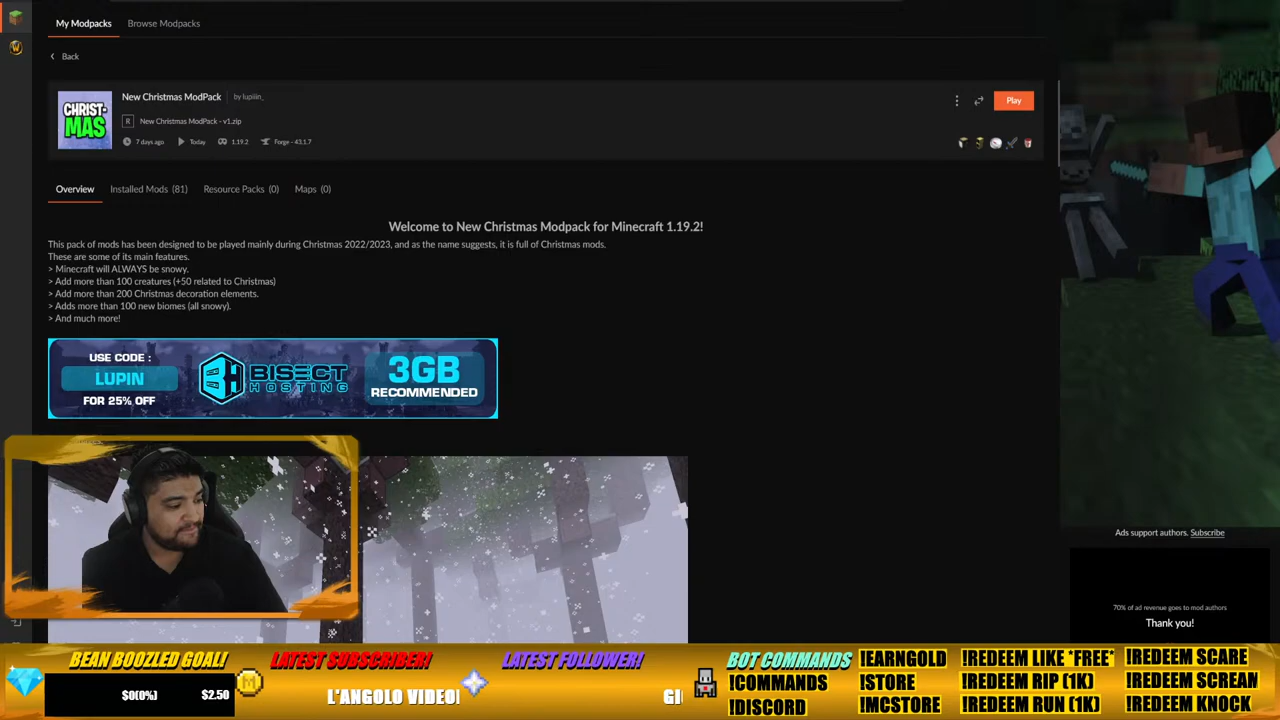 My Modpacks
Browse Modpacks
Back
New Christmas ModPack by lupiiin_
R New Christmas ModPack - v1.zip
7 days ago Today 1.19.2 Forge - 43.1.7
Play
Overview Installed Mods (81) Resource Packs (0) Maps (0)
Welcome to New Christmas Modpack for Minecraft 1.19.2!
This pack of mods has been designed to be played mainly during Christmas 2022/2023, and as the name suggests, it is full of Christmas mods.
These are some of its main features.
> Minecraft will ALWAYS be snowy.
> Add more than 100 creatures (+50 related to Christmas)
> Add more than 200 Christmas decoration elements.
> Adds more than 100 new biomes (all snowy).
> And much more!
CHRIST-
MAS
USE CODE :
LUPIN
FOR 25% OFF
BISECT
HOSTING
3GB
RECOMMENDED
Ads support authors. Subscribe
70% of ad revenue goes to mod authors
Thank you!
BEAN BOOZLED GOAL!
$0(0%) $2.50
LATEST SUBSCRIBER!
L'ANGOLO VIDEO
LATEST FOLLOWER!
GI
BOT COMMANDS
!COMMANDS
!DISCORD
!EARNGOLD
!STORE
!MCSTORE
!REDEEM LIKE *FREE*
!REDEEM RIP (1K)
!REDEEM RUN (1K)
!REDEEM SCARE
!REDEEM SCREAM
!REDEEM KNOCK